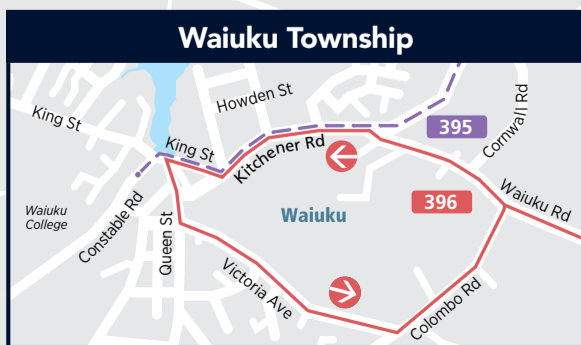 Waiuku Township
Howden St
King St
King St
Kitchener Rd
395
Cornwall Rd
Waiuku
College
Constable Rd
Queen St
Waiuku
396
Waiuku Rd
Victoria Ave
Colombo Rd